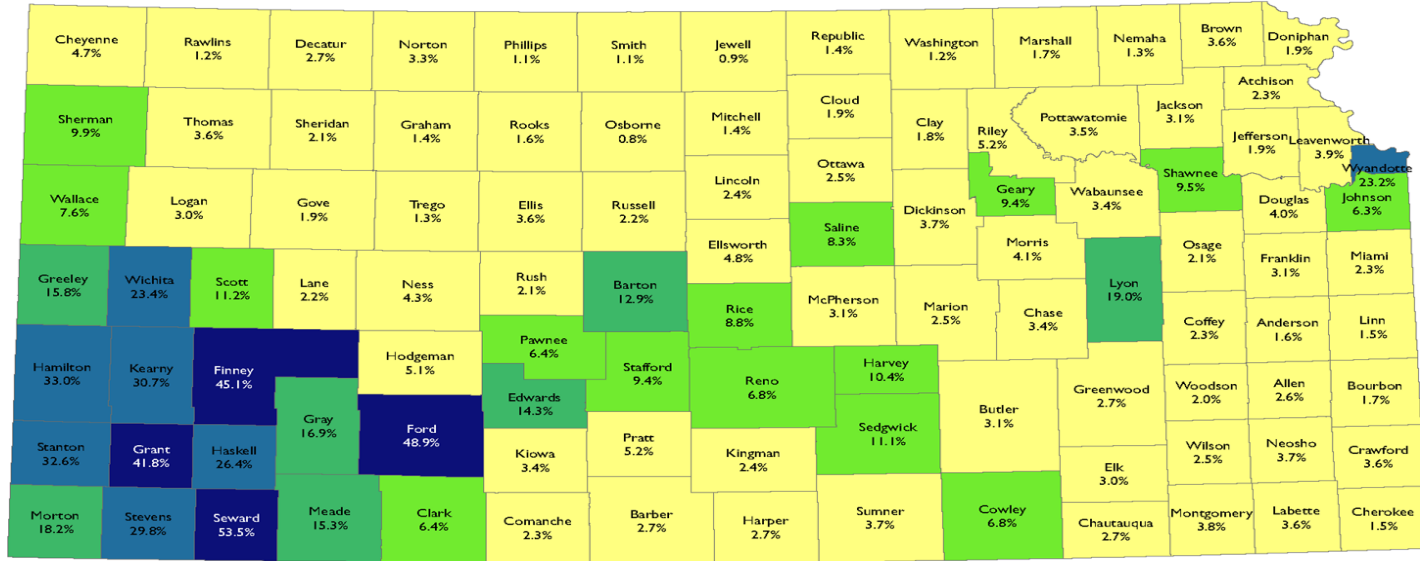 Cheyenne
4.7%
Rawlins
1.2%
Decatur
2.7%
Norton
3.3%
Phillips
1.1%
Smith
1.1%
Jewell
0.9%
Republic
1.4%
Washington
1.2%
Marshall
1.7%
Nemaha
1.3%
Brown
3.6%
Doniphan
1.9%
Sherman
9.9%
Thomas
3.6%
Sheridan
2.1%
Graham
1.4%
Rooks
1.6%
Osborne
0.8%
Mitchell
1.4%
Cloud
1.9%
Clay
1.8%
Riley
5.2%
Pottawatomie
3.5%
Jackson
3.1%
Atchison
2.3%
Jefferson
1.9%
Leavenworth
3.9%
Wyandotte
23.2%
Wallace
7.6%
Logan
3.0%
Gove
1.9%
Trego
1.3%
Ellis
3.6%
Russell
2.2%
Lincoln
2.4%
Ottawa
2.5%
Saline
8.3%
Dickinson
3.7%
Geary
9.4%
Wabaunsee
3.4%
Shawnee
9.5%
Douglas
4.0%
Johnson
6.3%
Greeley
15.8%
Wichita
23.4%
Scott
11.2%
Lane
2.2%
Ness
4.3%
Rush
2.1%
Barton
12.9%
Ellsworth
4.8%
Rice
8.8%
McPherson
3.1%
Marion
2.5%
Morris
4.1%
Chase
3.4%
Lyon
19.0%
Osage
2.1%
Franklin
3.1%
Miami
2.3%
Coffey
2.3%
Anderson
1.6%
Linn
1.5%
Hamilton
33.0%
Kearny
30.7%
Finney
45.1%
Hodgeman
5.1%
Pawnee
6.4%
Stafford
9.4%
Edwards
14.3%
Gray
16.9%
Ford
48.9%
Reno
6.8%
Harvey
10.4%
Sedgwick
11.1%
Butler
3.1%
Greenwood
2.7%
Woodson
2.0%
Allen
2.6%
Bourbon
1.7%
Stanton
32.6%
Grant
41.8%
Haskell
26.4%
Kiowa
3.4%
Pratt
5.2%
Kingman
2.4%
Elk
3.0%
Wilson
2.5%
Neosho
3.7%
Crawford
3.6%
Morton
18.2%
Stevens
29.8%
Seward
53.5%
Meade
15.3%
Clark
6.4%
Comanche
2.3%
Barber
2.7%
Harper
2.7%
Sumner
3.7%
Cowley
6.8%
Chautauqua
2.7%
Montgomery
3.8%
Labette
3.6%
Cherokee
1.5%